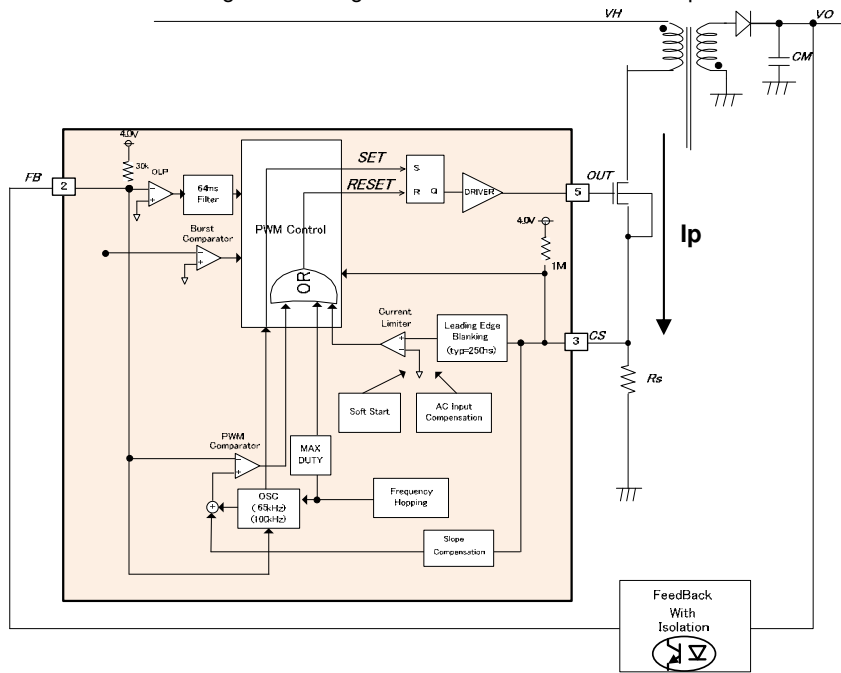 VH
VO
CM
4.0V
30k
OLP
FB
2
64ms
Filter
SET
RESET
S
R
Q
DRIVER
5
OUT
Burst
Comparator
PWM Control
4.0V
1M
Ip
OR
Current
Limiter
Leading Edge
Blanking
(typ=250ns)
3
CS
Rs
Soft Start
AC Input
Compensation
PWM
Comparator
MAX
DUTY
OSC
(65kHz)
(100kHz)
Frequency
Hopping
Slope
Compensation
FeedBack
With
Isolation